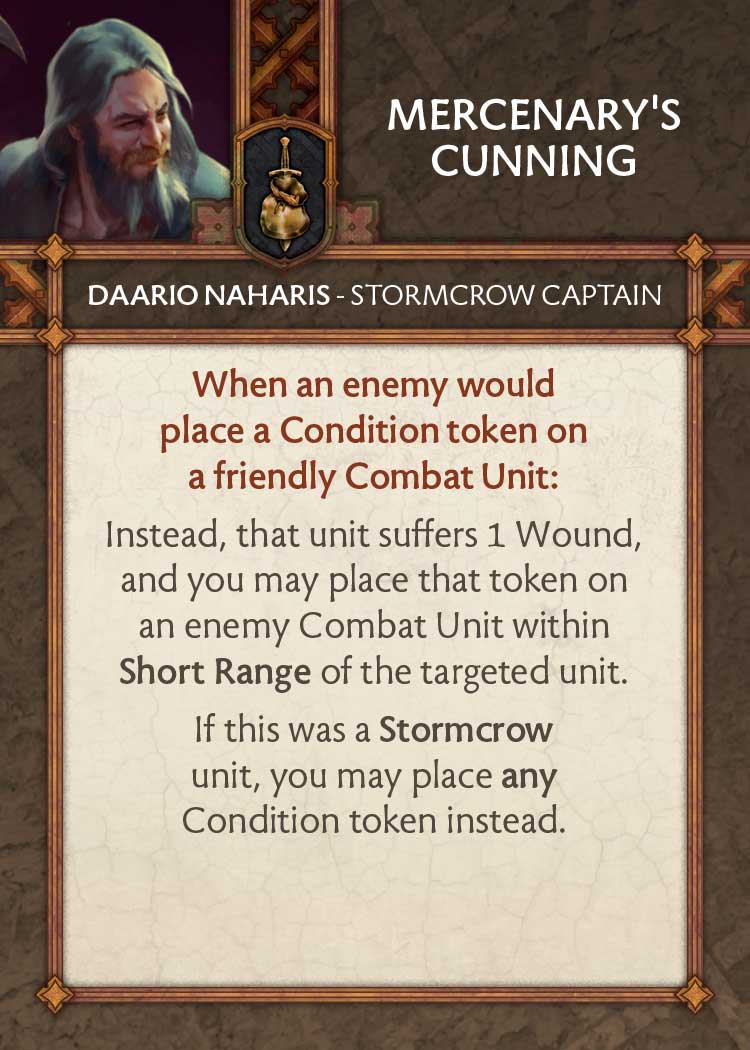 MERCENARY'S
CUNNING
DAARIO NAHARIS - STORMCROW CAPTAIN
When an enemy would
place a Condition token on
a friendly Combat Unit:
Instead, that unit suffers 1 Wound,
and you may place that token on
an enemy Combat Unit within
Short Range of the targeted unit.
If this was a Stormcrow
unit, you may place any
Condition token instead.